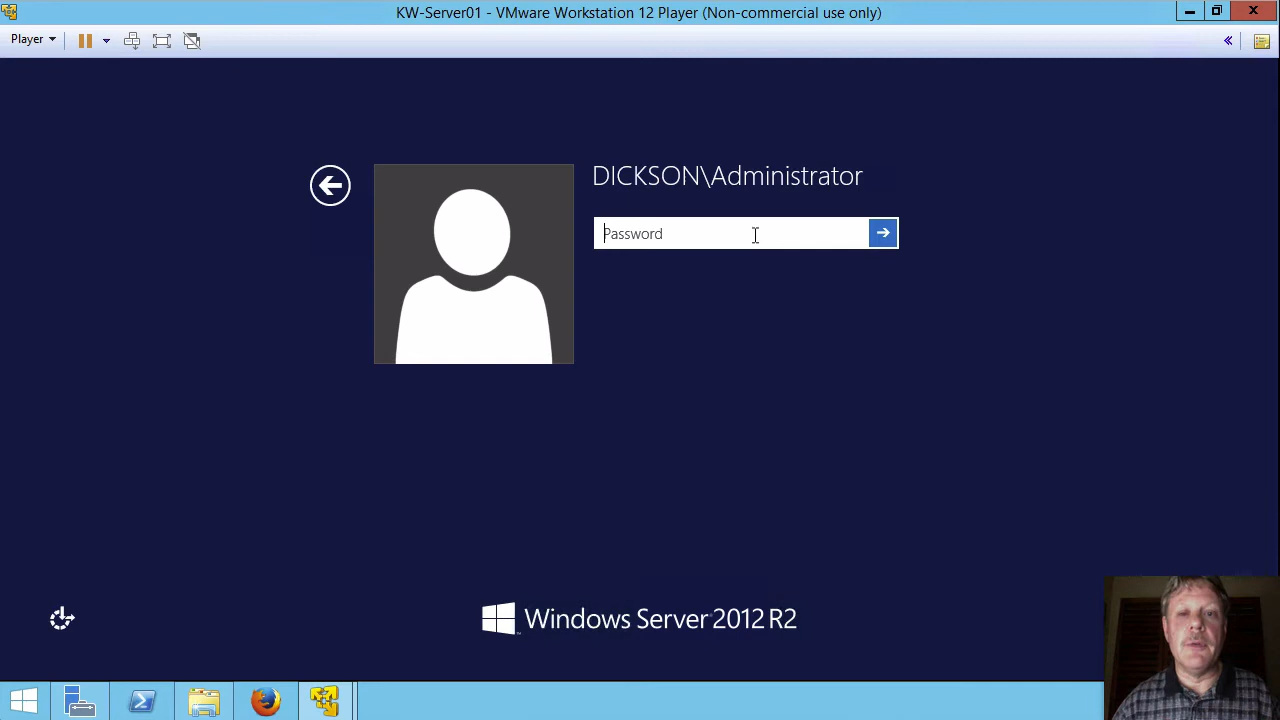 KW-Server01 - VMware Workstation 12 Player (Non-commercial use only)
Player
DICKSON\Administrator
Password
Windows Server 2012 R2